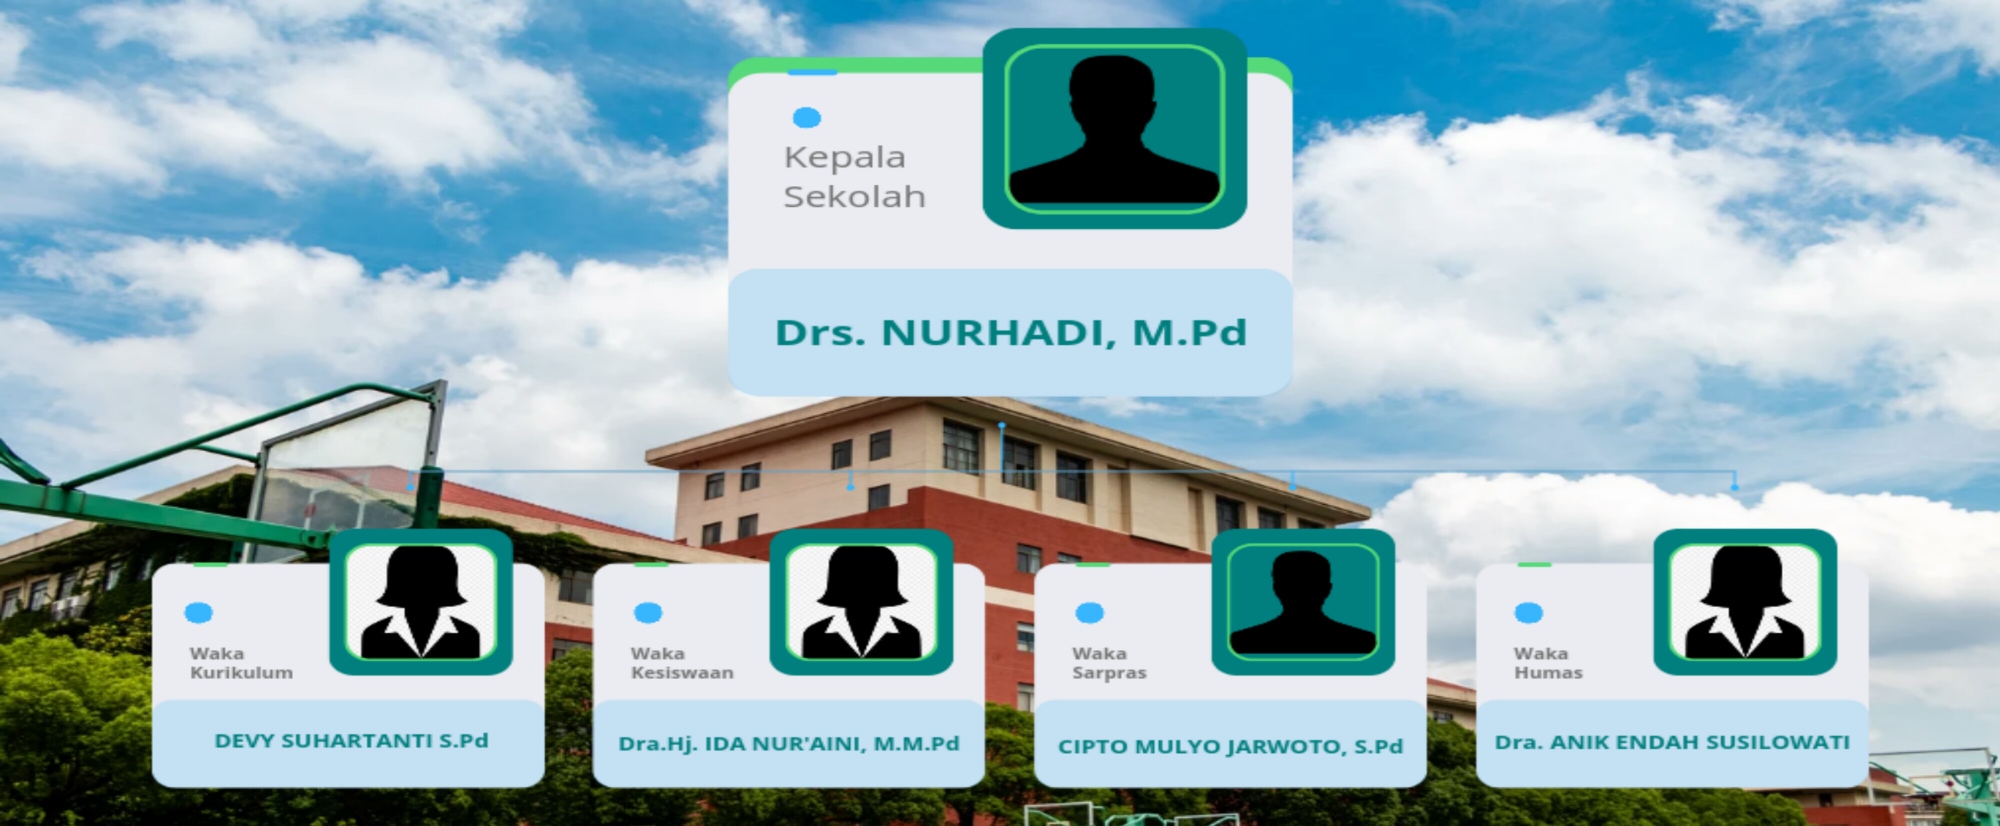 Kepala
Sekolah
Drs. NURHADI, M.Pd
Waka
Kurikulum
DEVY SUHARTANTI S.Pd
Waka
Kesiswaan
Dra.Hj. IDA NUR'AINI, M.M.Pd
Waka
Sarpras
CIPTO MULYO JARWOTO, S.Pd
Waka
Humas
Dra. ANIK ENDAH SUSILOWATI